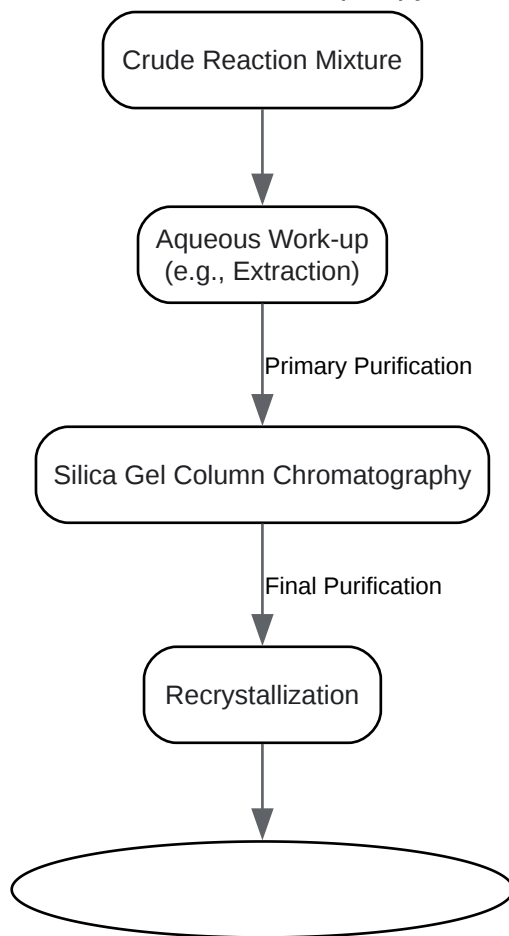 Crude Reaction Mixture
Aqueous Work-up
(e.g., Extraction)
Primary Purification
Silica Gel Column Chromatography
Final Purification
Recrystallization